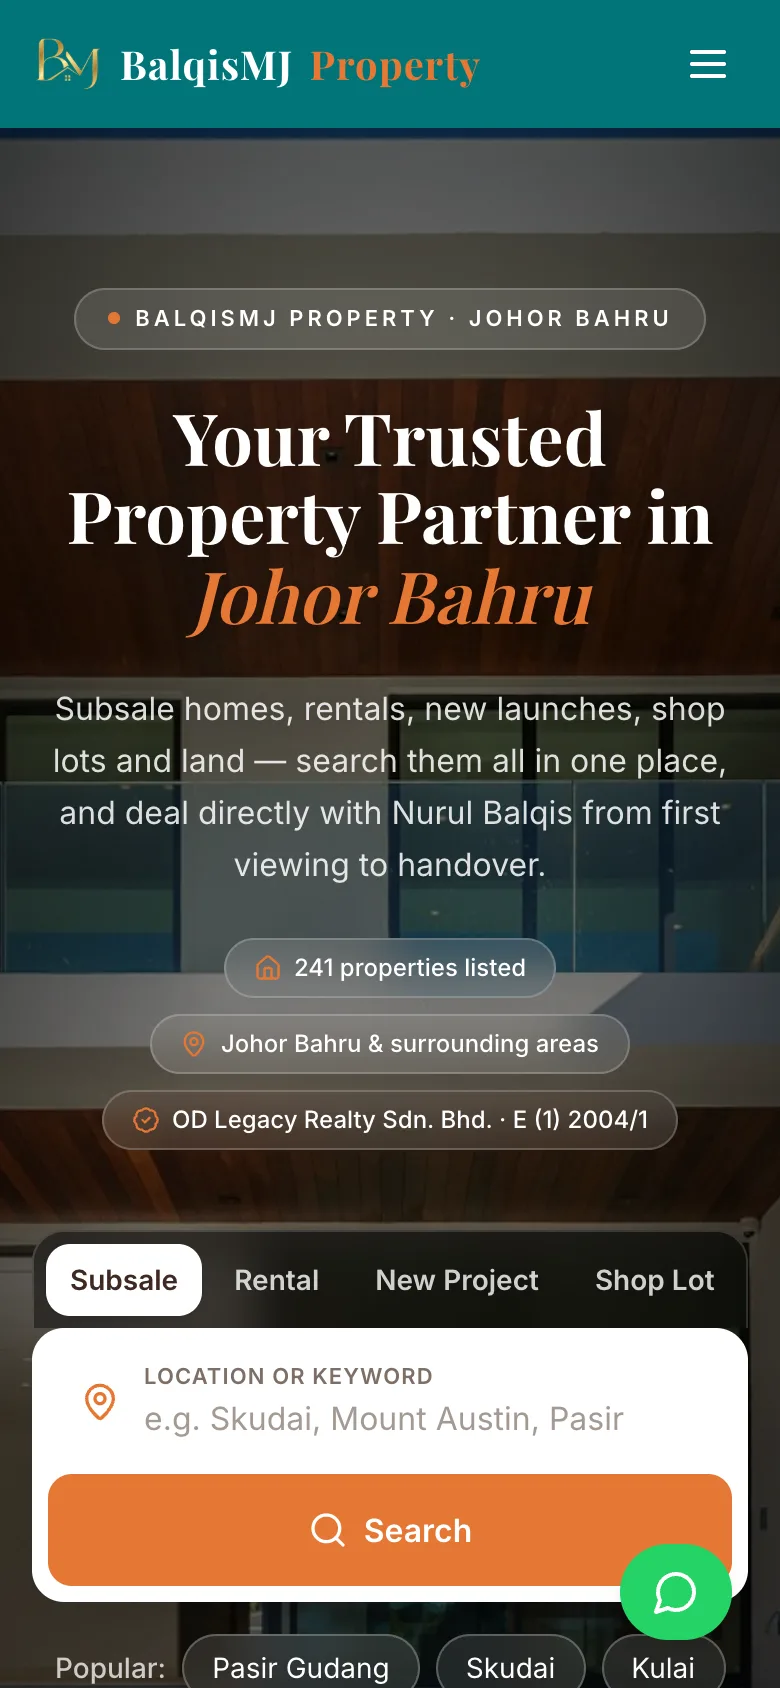 BM
BalqisMJ Property
BALQISMJ PROPERTY · JOHOR BAHRU
Your Trusted
Property Partner in
Johor Bahru
Subsale homes, rentals, new launches, shop
lots and land — search them all in one place,
and deal directly with Nurul Balqis from first
viewing to handover.
241 properties listed
Johor Bahru & surrounding areas
OD Legacy Realty Sdn. Bhd. · E (1) 2004/1
Subsale Rental New Project Shop Lot
LOCATION OR KEYWORD
e.g. Skudai, Mount Austin, Pasir
Search
Popular: Pasir Gudang Skudai Kulai